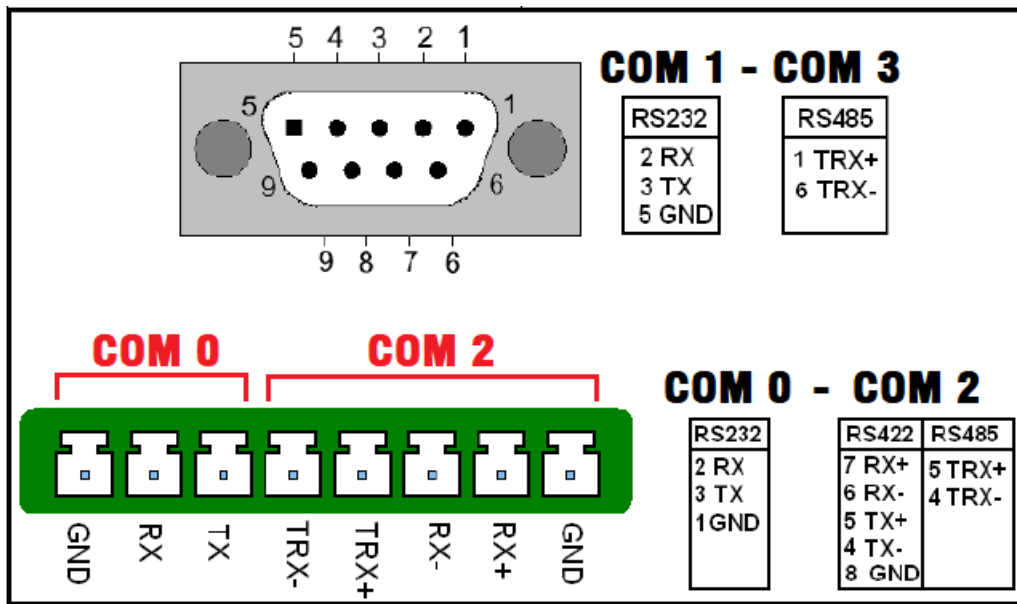 5 4 3 2 1
COM 1 - COM 3
5 1
9 6
9 8 7 6
RS232
2 RX
3 TX
5 GND
RS485
1 TRX+
6 TRX-
COM 0 COM 2
GND RX TX TRX- TRX+ RX- RX+ GND
COM 0 - COM 2
RS232
2 RX
3 TX
1GND
RS422 RS485
7 RX+ 5 TRX+
6 RX- 4 TRX-
5 TX+
4 TX-
8 GND